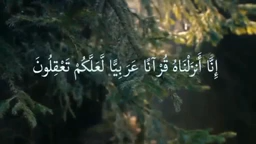 إِنَّا أَنزَلْنَاهُ قُرْآنًا عَرَبِيًّا لَّعَلَّكُمْ تَعْقِلُونَ